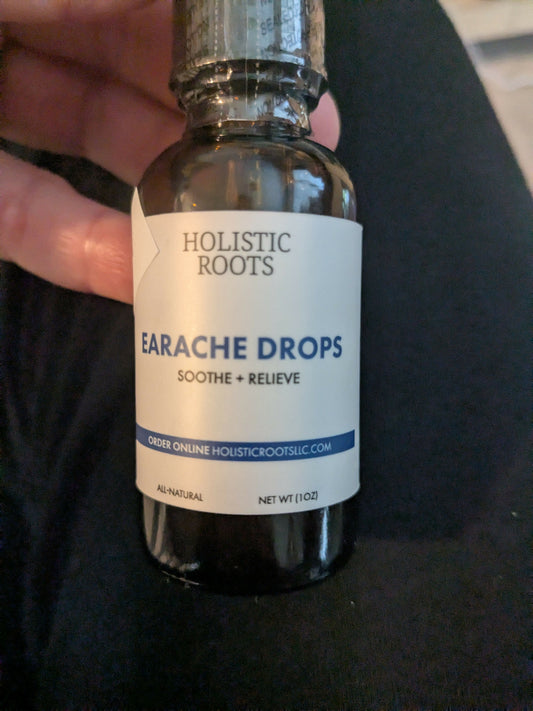 HOLISTIC
ROOTS
EARACHE DROPS
SOOTHE + RELIEVE
ORDER ONLINE HOLISTICROOTSLLC.COM
ALL-NATURAL NET WT (1OZ)